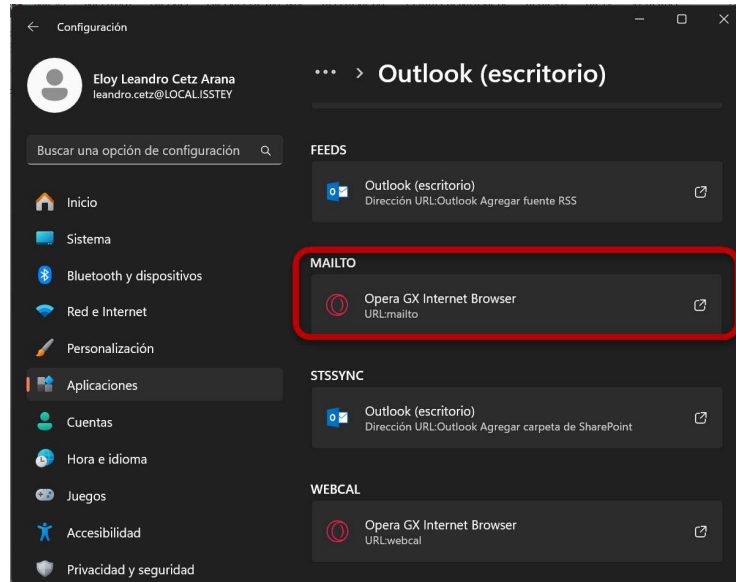 Configuración
Eloy Leandro Cetz Arana
leandro.cetz@LOCAL.ISSTEY
Buscar una opción de configuración
Inicio
Sistema
Bluetooth y dispositivos
Red e Internet
Personalización
Aplicaciones
Cuentas
Hora e idioma
Juegos
Accesibilidad
Privacidad y seguridad
... > Outlook (escritorio)
FEEDS
Outlook (escritorio)
Dirección URL:Outlook Agregar fuente RSS
MAILTO
Opera GX Internet Browser
URL:mailto
STSSYNC
Outlook (escritorio)
Dirección URL:Outlook Agregar carpeta de SharePoint
WEBCAL
Opera GX Internet Browser
URL:webcal